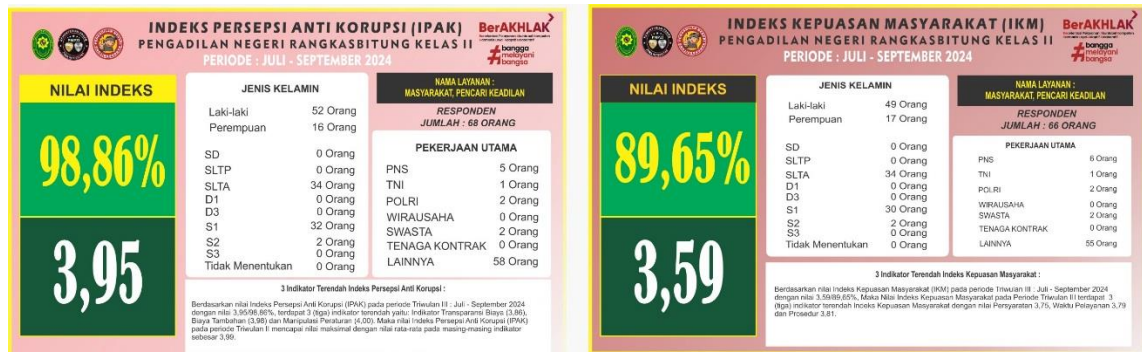 INDEKS PERSEPSI ANTI KORUPSI (IPAK)
PENGADILAN NEGERI RANGKASBITUNG KELAS II
PERIODE : JULI - SEPTEMBER 2024
BerAKHLAK
bangga
melayani
bangsa
NILAI INDEKS
98,86%
3,95
JENIS KELAMIN
Laki-laki 52 Orang
Perempuan 16 Orang
SD 0 Orang
SLTP 0 Orang
SLTA 34 Orang
D1 0 Orang
D3 0 Orang
S1 32 Orang
S2 2 Orang
S3 0 Orang
Tidak Menentukan 0 Orang
NAMA LAYANAN :
MASYARAKAT, PENCARI KEADILAN
RESPONDEN
JUMLAH : 68 ORANG
PEKERJAAN UTAMA
PNS 5 Orang
TNI 1 Orang
POLRI 2 Orang
WIRAUSAHA 0 Orang
SWASTA 2 Orang
TENAGA KONTRAK 0 Orang
LAINNYA 58 Orang
3 Indikator Terendah Indeks Persepsi Anti Korupsi :
Berdasarkan nilai Indeks Persepsi Anti Korupsi (IPAK) pada periode Triwulan III : Juli - September 2024
dengan nilai 3,95/98,86%, terdapat 3 (tiga) indikator terendah yaitu: Indikator Transparansi Biaya (3,86),
Biaya Tambahan (3,98) dan Manipulasi Peraturan (4,00). Maka nilai Indeks Persepsi Anti Korupsi (IPAK)
pada periode Triwulan II mencapai nilai maksimal dengan nilai rata-rata pada masing-masing indikator
sebesar 3,99.
INDEKS KEPUASAN MASYARAKAT (IKM)
PENGADILAN NEGERI RANGKASBITUNG KELAS II
PERIODE : JULI - SEPTEMBER 2024
BerAKHLAK
bangga
melayani
bangsa
NILAI INDEKS
89,65%
3,59
JENIS KELAMIN
Laki-laki 49 Orang
Perempuan 17 Orang
SD 0 Orang
SLTP 0 Orang
SLTA 34 Orang
D1 0 Orang
D3 0 Orang
S1 30 Orang
S2 2 Orang
S3 0 Orang
Tidak Menentukan 0 Orang
NAMA LAYANAN :
MASYARAKAT, PENCARI KEADILAN
RESPONDEN
JUMLAH : 66 ORANG
PEKERJAAN UTAMA
PNS 6 Orang
TNI 1 Orang
POLRI 2 Orang
WIRAUSAHA 0 Orang
SWASTA 2 Orang
TENAGA KONTRAK 0 Orang
LAINNYA 55 Orang
3 Indikator Terendah Indeks Kepuasan Masyarakat :
Berdasarkan nilai Indeks Kepuasan Masyarakat (IKM) pada periode Triwulan III : Juli - September 2024
dengan nilai 3,59/89,65%, Maka Nilai Indeks Kepuasan Masyarakat pada Periode Triwulan III terdapat 3
(tiga) indikator terendah Indeks Kepuasan Masyarakat dengan nilai Persyaratan 3,75, Waktu Pelayanan 3,79
dan Prosedur 3,81.